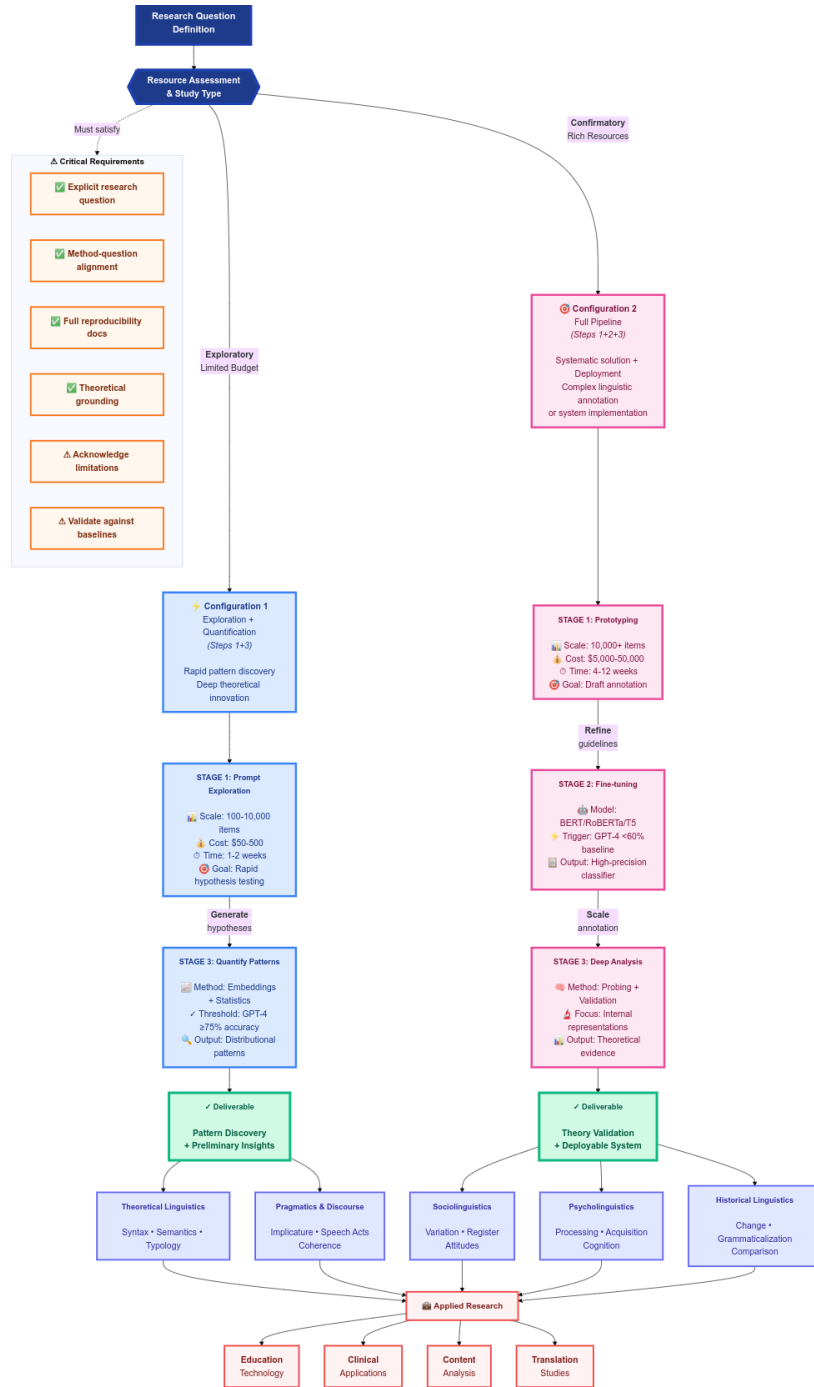 Research Question
Definition
Resource Assessment
& Study Type
Must satisfy
⚠ Critical Requirements
✅ Explicit research
question
✅ Method-question
alignment
✅ Full reproducibility
docs
✅ Theoretical
grounding
⚠ Acknowledge
limitations
⚠ Validate against
baselines
Exploratory
Limited Budget
Confirmatory
Rich Resources
⚡ Configuration 1
Exploration +
Quantification
(Steps 1+3)
Rapid pattern discovery
Deep theoretical
innovation
STAGE 1: Prompt
Exploration
📊 Scale: 100-10,000
items
💰 Cost: $50-500
⏱ Time: 1-2 weeks
🎯 Goal: Rapid
hypothesis testing
Generate
hypotheses
STAGE 3: Quantify Patterns
📈 Method: Embeddings
+ Statistics
✓ Threshold: GPT-4
≥75% accuracy
🔍 Output: Distributional
patterns
✓ Deliverable
Pattern Discovery
+ Preliminary Insights
🎯 Configuration 2
Full Pipeline
(Steps 1+2+3)
Systematic solution +
Deployment
Complex linguistic
annotation
or system implementation
STAGE 1: Prototyping
📊 Scale: 10,000+ items
💰 Cost: $5,000-50,000
⏱ Time: 4-12 weeks
🎯 Goal: Draft annotation
Refine
guidelines
STAGE 2: Fine-tuning
🤖 Model:
BERT/RoBERTa/T5
⚡ Trigger: GPT-4 <60%
baseline
📋 Output: High-precision
classifier
Scale
annotation
STAGE 3: Deep Analysis
🧠 Method: Probing +
Validation
🔬 Focus: Internal
representations
📊 Output: Theoretical
evidence
✓ Deliverable
Theory Validation
+ Deployable System
Theoretical Linguistics
Syntax • Semantics •
Typology
Pragmatics & Discourse
Implicature • Speech Acts
Coherence
Sociolinguistics
Variation • Register
Attitudes
Psycholinguistics
Processing • Acquisition
Cognition
Historical Linguistics
Change •
Grammaticalization
Comparison
💼 Applied Research
Education
Technology
Clinical
Applications
Content
Analysis
Translation
Studies